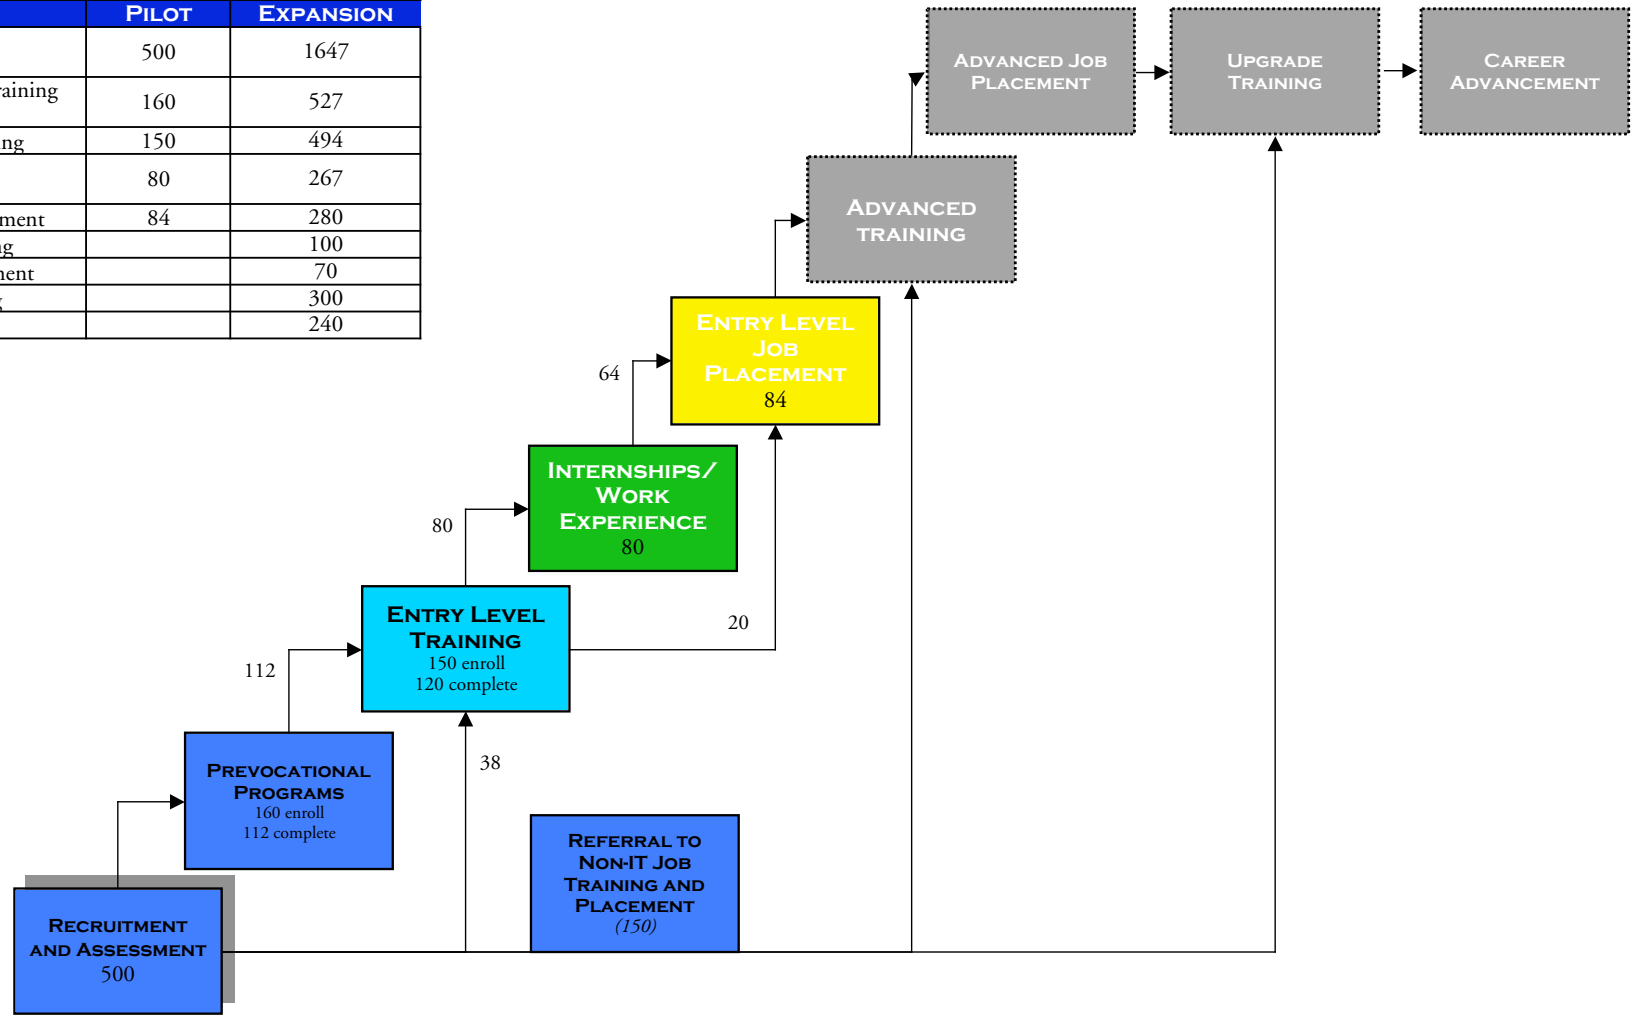 PILOT EXPANSION
500 1647
raining 160 527
ng 150 494
80 267
ment 84 280
g 100
nent 70
300
240
ADVANCED JOB
PLACEMENT
UPGRADE
TRAINING
CAREER
ADVANCEMENT
ADVANCED
TRAINING
ENTRY LEVEL
JOB
PLACEMENT
84
64
INTERNSHIPS/
WORK
EXPERIENCE
80
80
20
ENTRY LEVEL
TRAINING
150 enroll
120 complete
112
38
PREVOCATIONAL
PROGRAMS
160 enroll
112 complete
REFERRAL TO
NON-IT JOB
TRAINING AND
PLACEMENT
(150)
RECRUITMENT
AND ASSESSMENT
500